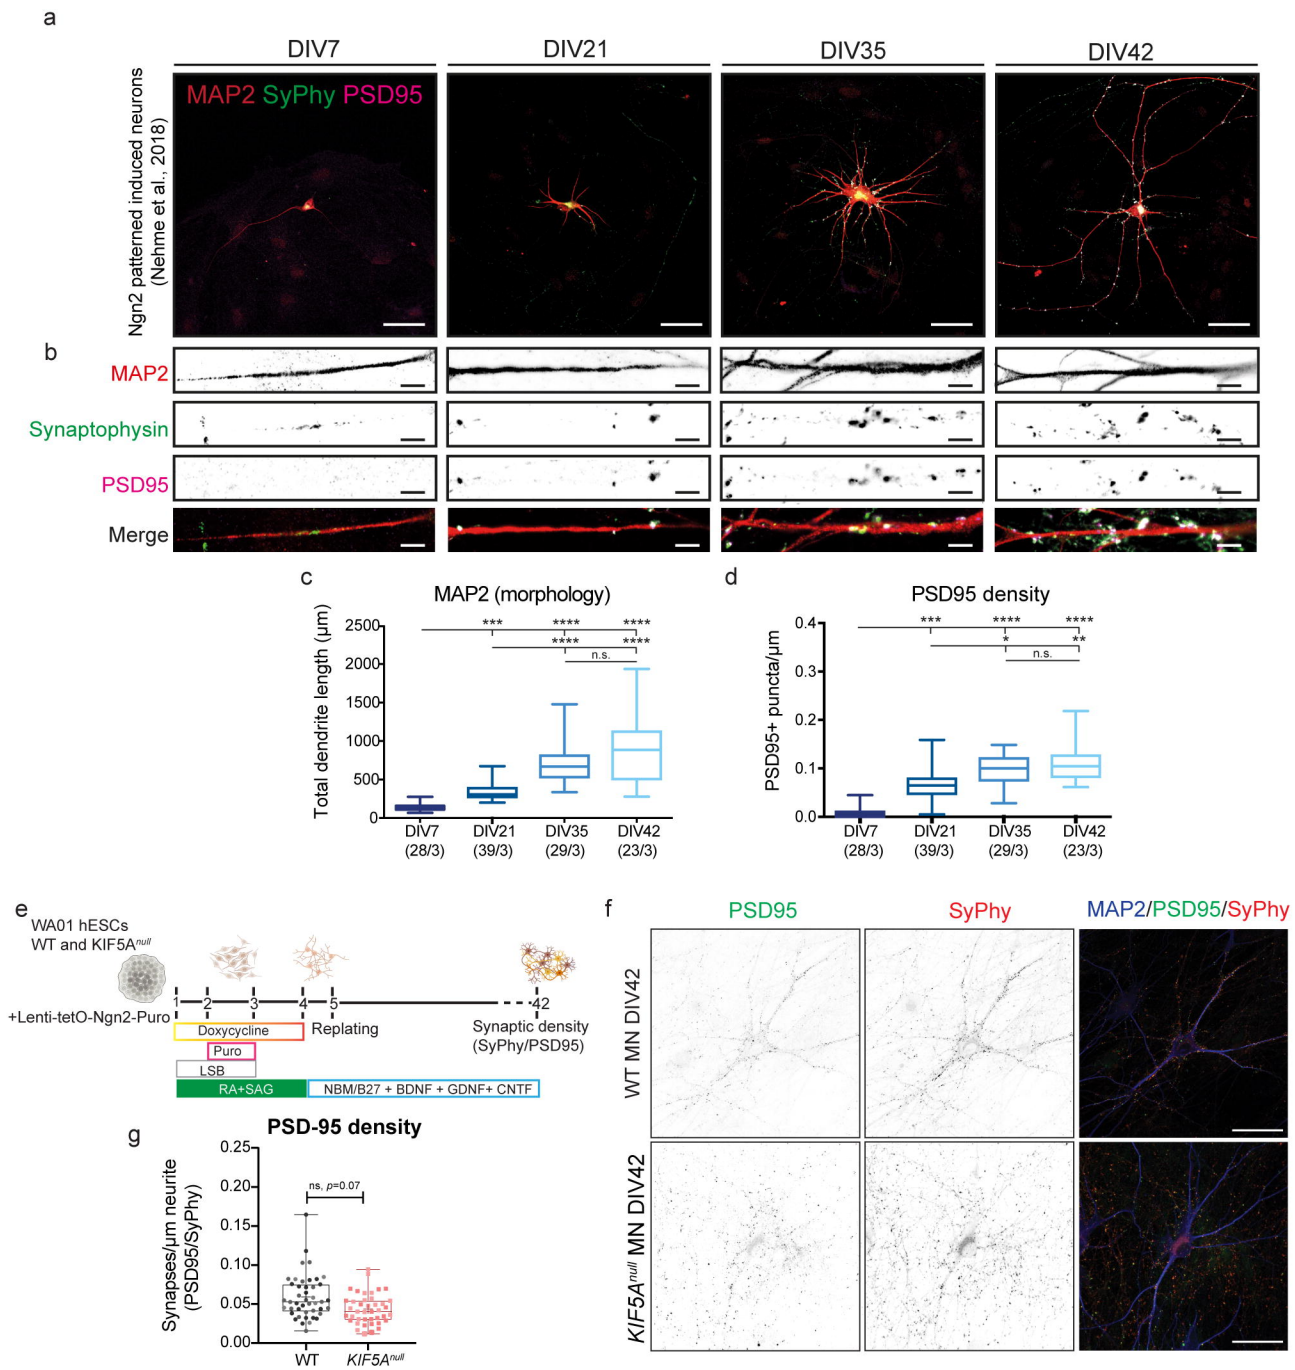 a
DIV7 DIV21 DIV35 DIV42
Ngn2 patterned induced neurons
(Nehme et al., 2018)
MAP2 SyPhy PSD95
b
MAP2
Synaptophysin
PSD95
Merge
c
MAP2 (morphology)
Total dendrite length (µm)
2500
2000
1500
1000
500
0
*** **** ****
**** ****
n.s.
DIV7 DIV21 DIV35 DIV42
(28/3) (39/3) (29/3) (23/3)
d
PSD95 density
PSD95+ puncta/µm
0.4
0.3
0.2
0.1
0.0
*** **** ****
* **
n.s.
DIV7 DIV21 DIV35 DIV42
(28/3) (39/3) (29/3) (23/3)
e
WA01 hESCs
WT and KIF5Anull
+Lenti-tetO-Ngn2-Puro
1 2 3 4 5 42
Doxycycline
Replating
Synaptic density
(SyPhy/PSD95)
Puro
LSB
RA+SAG
NBM/B27 + BDNF + GDNF+ CNTF
f
PSD95 SyPhy MAP2/PSD95/SyPhy
WT MN DIV42
KIF5Anull MN DIV42
g
PSD-95 density
Synapses/µm neurite
(PSD95/SyPhy)
0.25
0.20
0.15
0.10
0.05
0.00
ns, p=0.07
WT KIF5Anull